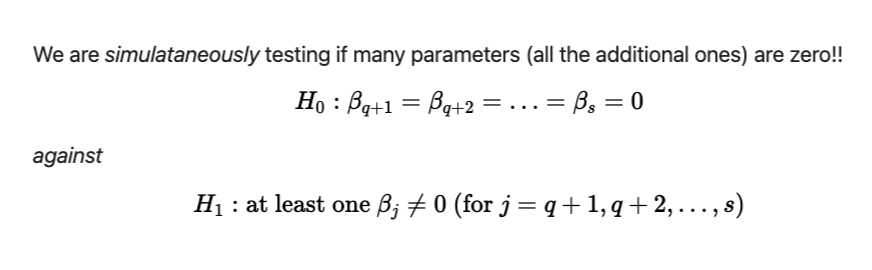 We are simulataneously testing if many parameters (all the additional ones) are zero!!
H₀ : β_{q+1} = β_{q+2} = … = β_s = 0
against
H₁ : at least one β_j ≠ 0 (for j = q + 1, q + 2, …, s)